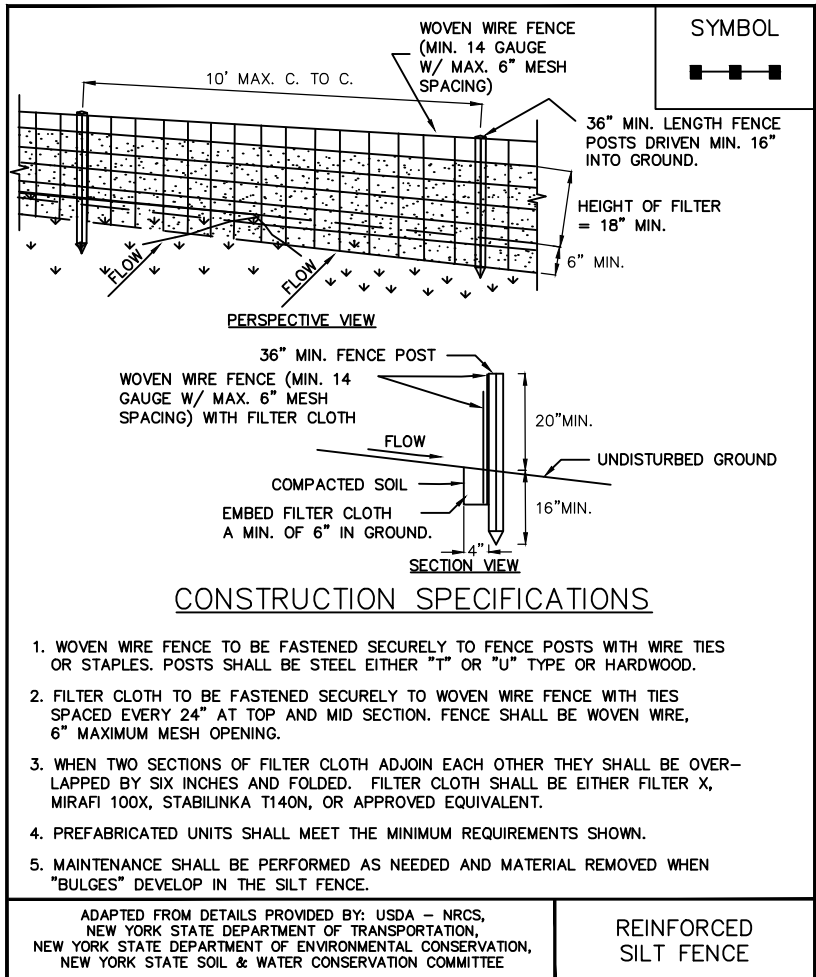 WOVEN WIRE FENCE
(MIN. 14 GAUGE
W/ MAX. 6" MESH
SPACING)
SYMBOL
10' MAX. C. TO C.
36" MIN. LENGTH FENCE
POSTS DRIVEN MIN. 16"
INTO GROUND.
HEIGHT OF FILTER
= 18" MIN.
6" MIN.
FLOW
FLOW
PERSPECTIVE VIEW
36" MIN. FENCE POST
WOVEN WIRE FENCE (MIN. 14
GAUGE W/ MAX. 6" MESH
SPACING) WITH FILTER CLOTH
20"MIN.
FLOW
UNDISTURBED GROUND
COMPACTED SOIL
EMBED FILTER CLOTH
A MIN. OF 6" IN GROUND.
16"MIN.
4"
SECTION VIEW
CONSTRUCTION SPECIFICATIONS
1. WOVEN WIRE FENCE TO BE FASTENED SECURELY TO FENCE POSTS WITH WIRE TIES
OR STAPLES. POSTS SHALL BE STEEL EITHER "T" OR "U" TYPE OR HARDWOOD.
2. FILTER CLOTH TO BE FASTENED SECURELY TO WOVEN WIRE FENCE WITH TIES
SPACED EVERY 24" AT TOP AND MID SECTION. FENCE SHALL BE WOVEN WIRE,
6" MAXIMUM MESH OPENING.
3. WHEN TWO SECTIONS OF FILTER CLOTH ADJOIN EACH OTHER THEY SHALL BE OVER-
LAPPED BY SIX INCHES AND FOLDED. FILTER CLOTH SHALL BE EITHER FILTER X,
MIRAFI 100X, STABILINKA T140N, OR APPROVED EQUIVALENT.
4. PREFABRICATED UNITS SHALL MEET THE MINIMUM REQUIREMENTS SHOWN.
5. MAINTENANCE SHALL BE PERFORMED AS NEEDED AND MATERIAL REMOVED WHEN
"BULGES" DEVELOP IN THE SILT FENCE.
ADAPTED FROM DETAILS PROVIDED BY: USDA - NRCS,
NEW YORK STATE DEPARTMENT OF TRANSPORTATION,
NEW YORK STATE DEPARTMENT OF ENVIRONMENTAL CONSERVATION,
NEW YORK STATE SOIL & WATER CONSERVATION COMMITTEE
REINFORCED
SILT FENCE